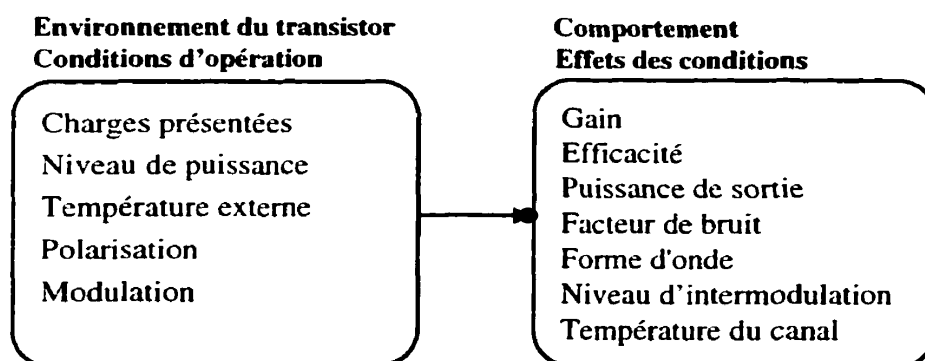 Environnement du transistor
Conditions d'opération
Charges présentées
Niveau de puissance
Température externe
Polarisation
Modulation
Comportement
Effets des conditions
Gain
Efficacité
Puissance de sortie
Facteur de bruit
Forme d'onde
Niveau d'intermodulation
Température du canal